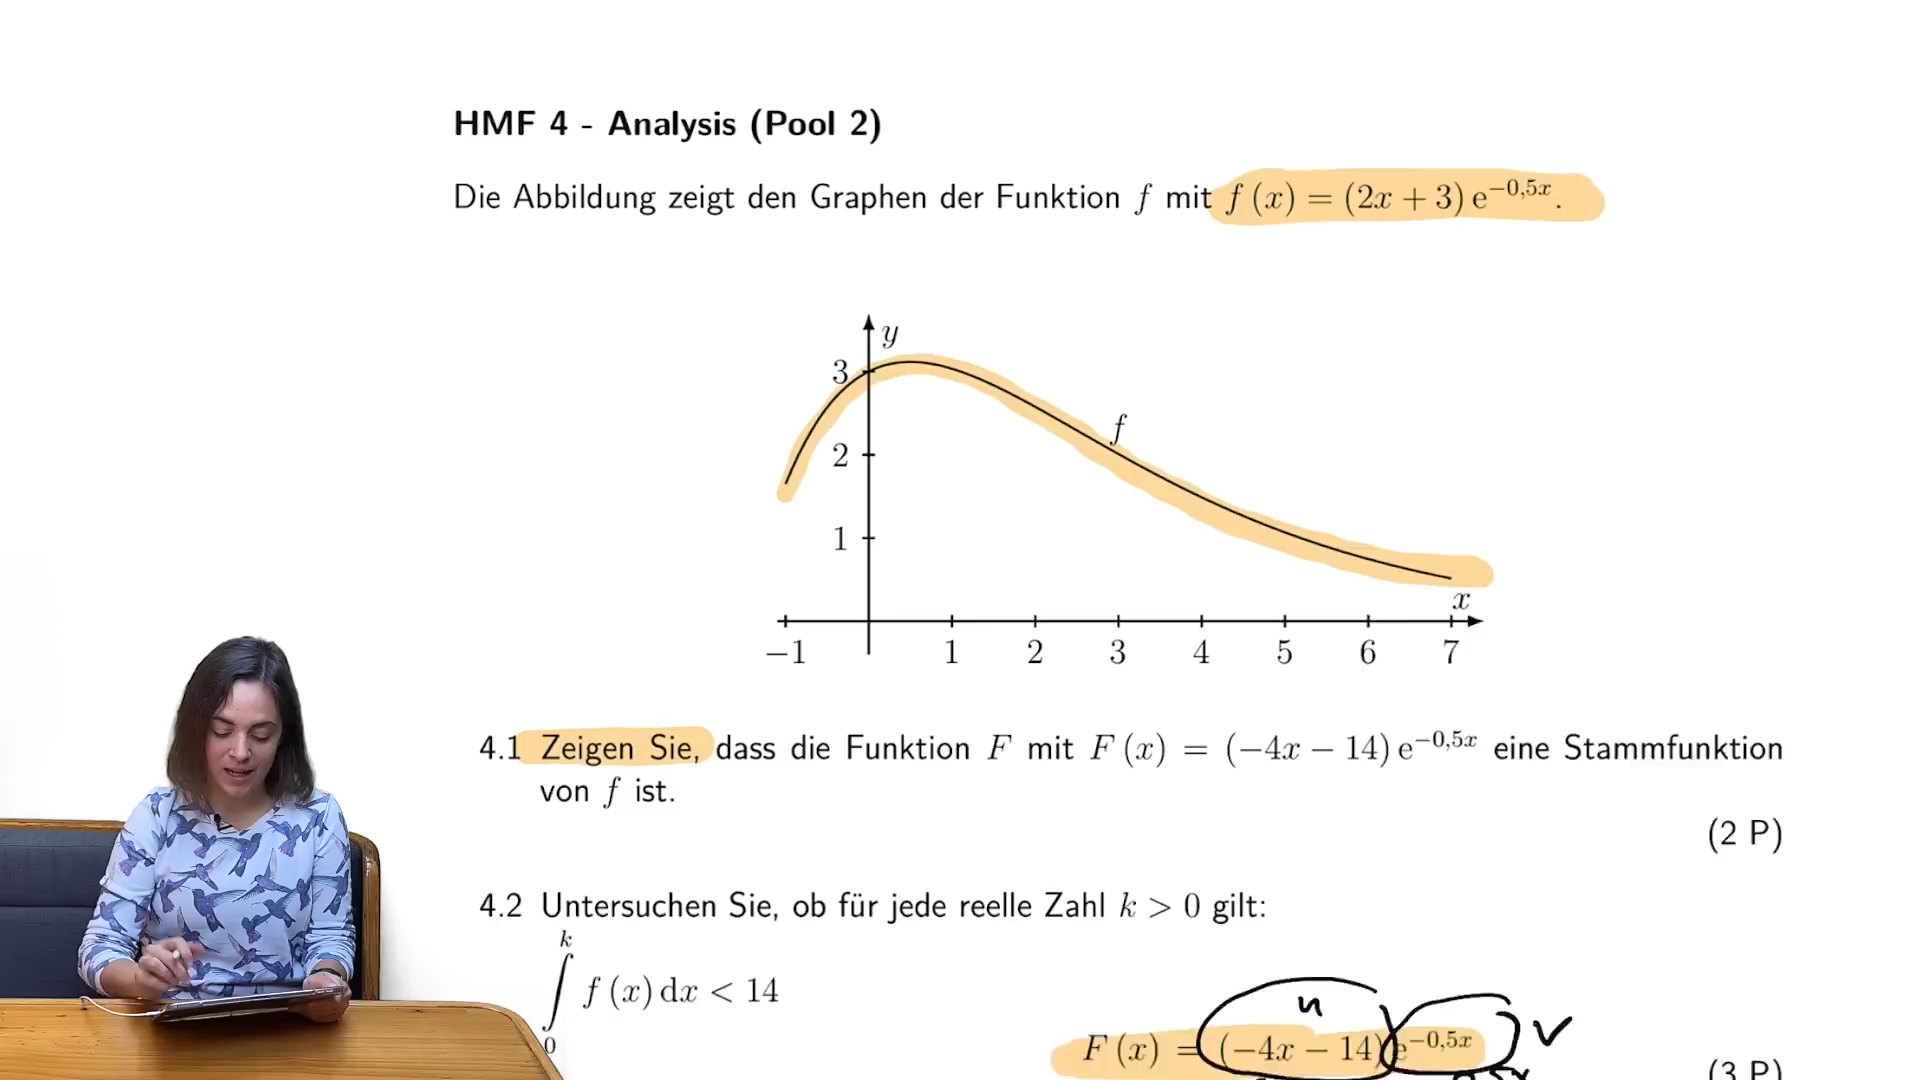 HMF 4 - Analysis (Pool 2)
Die Abbildung zeigt den Graphen der Funktion f mit f (x) = (2x + 3) e^−0,5x.
y
3
f
2
1
x
−1 1 2 3 4 5 6 7
4.1 Zeigen Sie, dass die Funktion F mit F (x) = (−4x − 14) e^−0,5x eine Stammfunktion
von f ist.
(2 P)
4.2 Untersuchen Sie, ob für jede reelle Zahl k > 0 gilt:
k
∫ f (x) dx < 14
0
u
v
F (x) = (−4x − 14) e^−0,5x
(3 P)